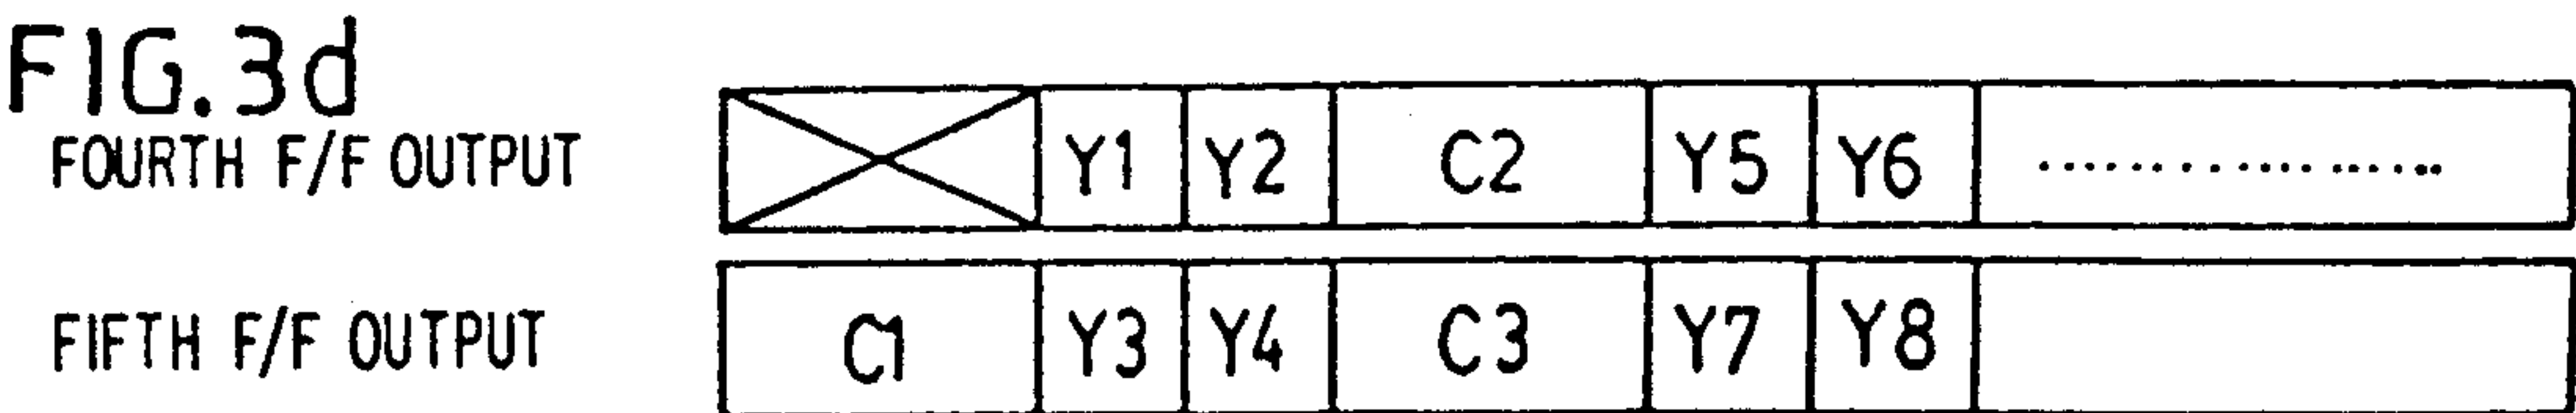 FIG.3d
FOURTH F/F OUTPUT Y1 Y2 C2 Y5 Y6 ................
FIFTH F/F OUTPUT C1 Y3 Y4 C3 Y7 Y8